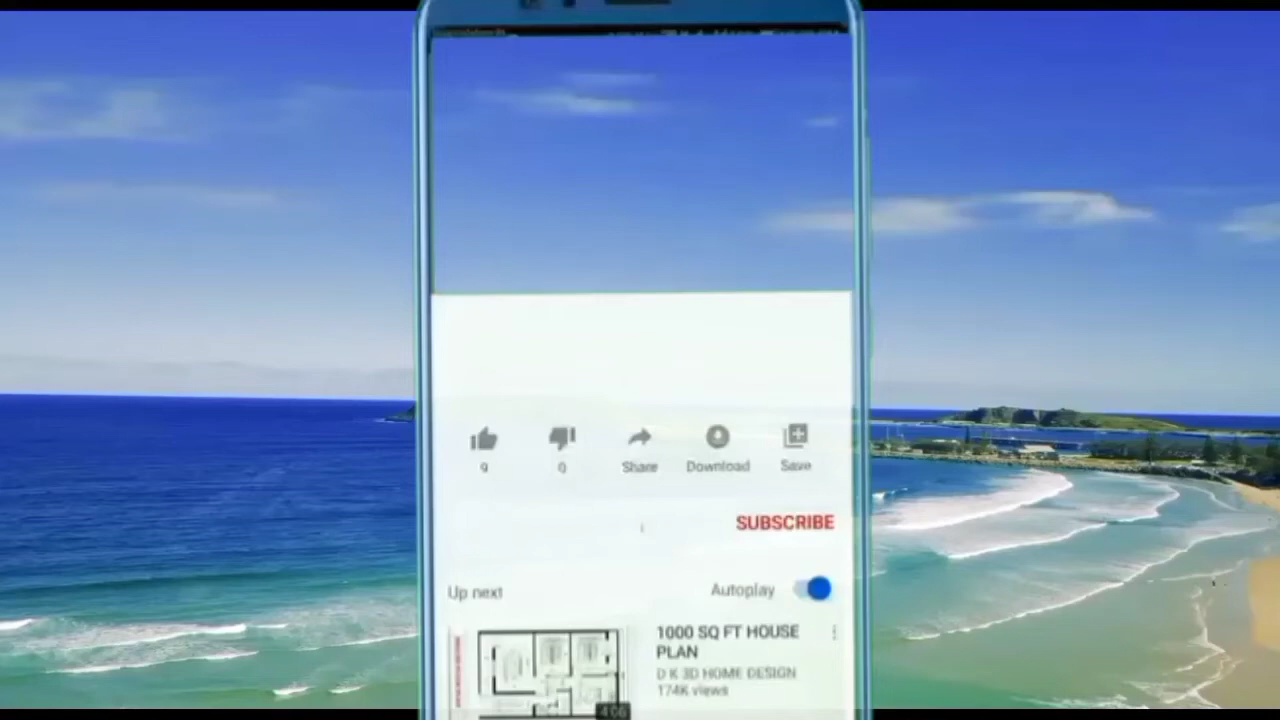 9
0
Share
Download
Save
SUBSCRIBE
Up next
Autoplay
1000 SQ FT HOUSE
PLAN
D K 3D HOME DESIGN
174K views